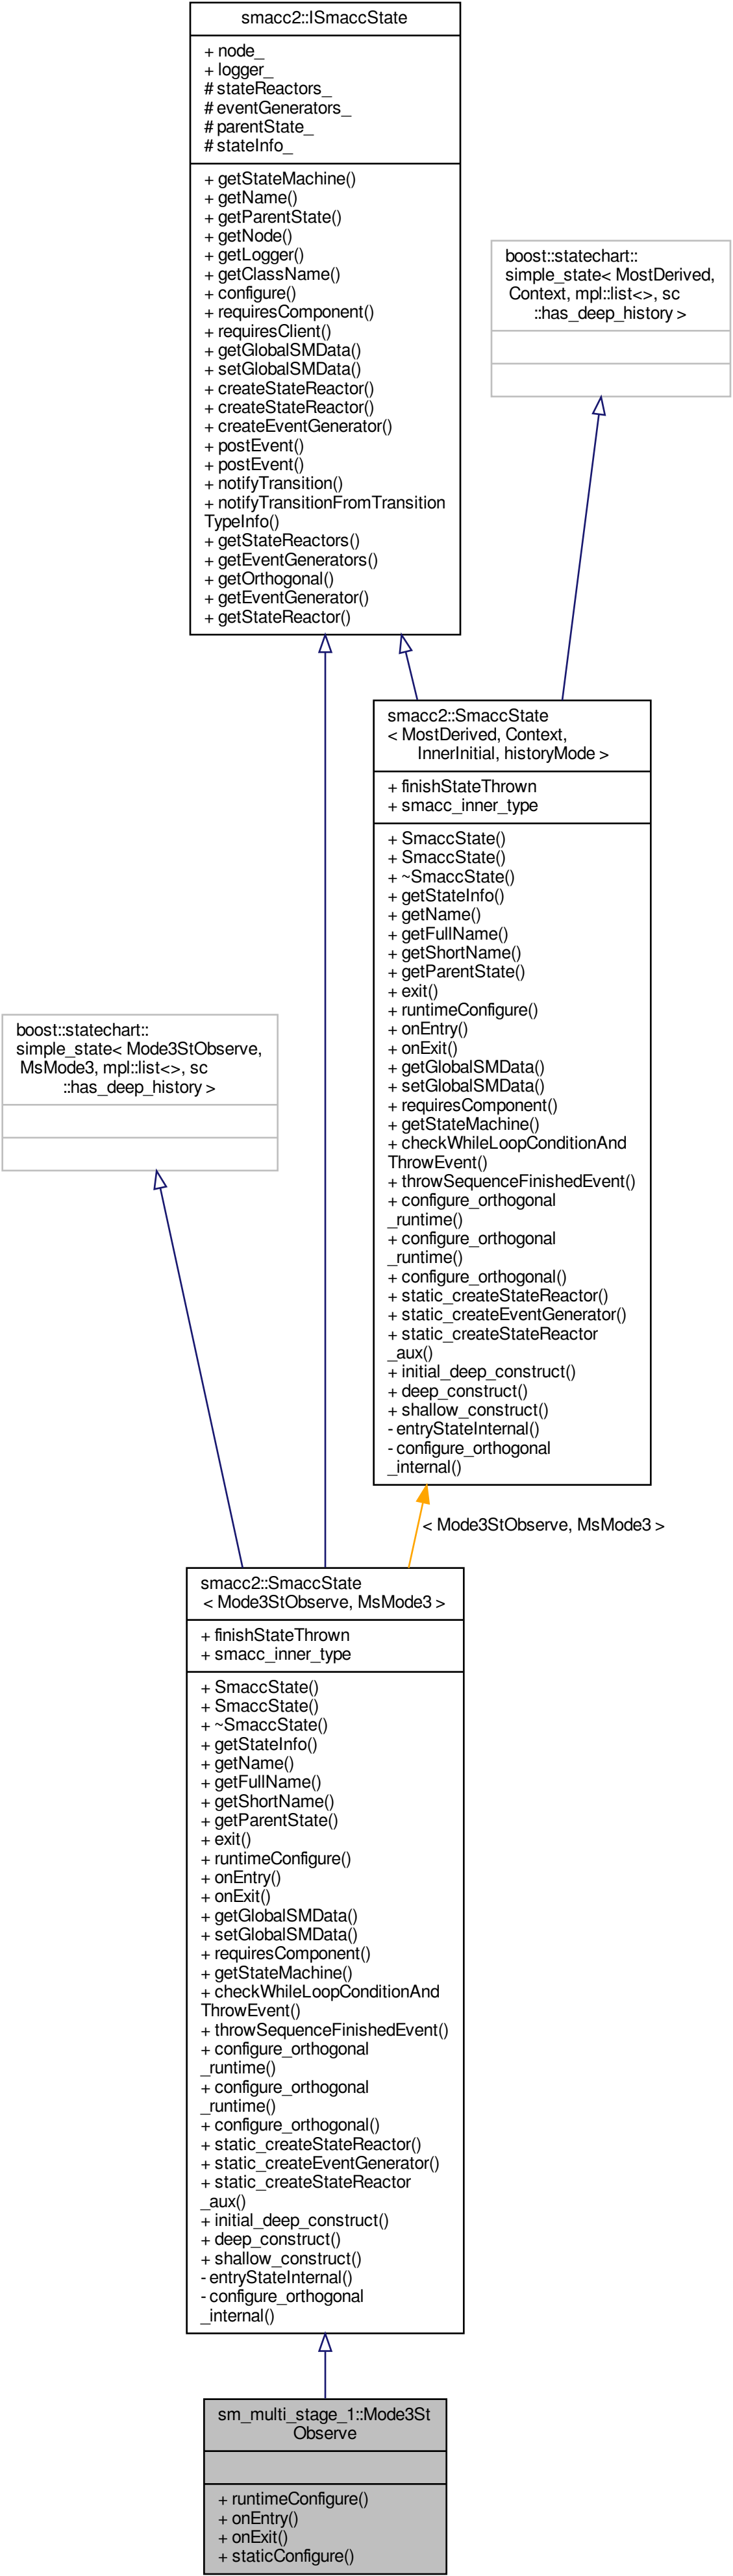 smacc2::ISmaccState
+ node_
+ logger_
# stateReactors_
# eventGenerators_
# parentState_
# stateInfo_
+ getStateMachine()
+ getName()
+ getParentState()
+ getNode()
+ getLogger()
+ getClassName()
+ configure()
+ requiresComponent()
+ requiresClient()
+ getGlobalSMData()
+ setGlobalSMData()
+ createStateReactor()
+ createStateReactor()
+ createEventGenerator()
+ postEvent()
+ postEvent()
+ notifyTransition()
+ notifyTransitionFromTransition
TypeInfo()
+ getStateReactors()
+ getEventGenerators()
+ getOrthogonal()
+ getEventGenerator()
+ getStateReactor()
boost::statechart::
simple_state< MostDerived,
Context, mpl::list<>, sc
::has_deep_history >
smacc2::SmaccState
< MostDerived, Context,
InnerInitial, historyMode >
+ finishStateThrown
+ smacc_inner_type
+ SmaccState()
+ SmaccState()
+ ~SmaccState()
+ getStateInfo()
+ getName()
+ getFullName()
+ getShortName()
+ getParentState()
+ exit()
+ runtimeConfigure()
+ onEntry()
+ onExit()
+ getGlobalSMData()
+ setGlobalSMData()
+ requiresComponent()
+ getStateMachine()
+ checkWhileLoopConditionAnd
ThrowEvent()
+ throwSequenceFinishedEvent()
+ configure_orthogonal
_runtime()
+ configure_orthogonal
_runtime()
+ configure_orthogonal()
+ static_createStateReactor()
+ static_createEventGenerator()
+ static_createStateReactor
_aux()
+ initial_deep_construct()
+ deep_construct()
+ shallow_construct()
- entryStateInternal()
- configure_orthogonal
_internal()
boost::statechart::
simple_state< Mode3StObserve,
MsMode3, mpl::list<>, sc
::has_deep_history >
< Mode3StObserve, MsMode3 >
smacc2::SmaccState
< Mode3StObserve, MsMode3 >
+ finishStateThrown
+ smacc_inner_type
+ SmaccState()
+ SmaccState()
+ ~SmaccState()
+ getStateInfo()
+ getName()
+ getFullName()
+ getShortName()
+ getParentState()
+ exit()
+ runtimeConfigure()
+ onEntry()
+ onExit()
+ getGlobalSMData()
+ setGlobalSMData()
+ requiresComponent()
+ getStateMachine()
+ checkWhileLoopConditionAnd
ThrowEvent()
+ throwSequenceFinishedEvent()
+ configure_orthogonal
_runtime()
+ configure_orthogonal
_runtime()
+ configure_orthogonal()
+ static_createStateReactor()
+ static_createEventGenerator()
+ static_createStateReactor
_aux()
+ initial_deep_construct()
+ deep_construct()
+ shallow_construct()
- entryStateInternal()
- configure_orthogonal
_internal()
sm_multi_stage_1::Mode3St
Observe
+ runtimeConfigure()
+ onEntry()
+ onExit()
+ staticConfigure()